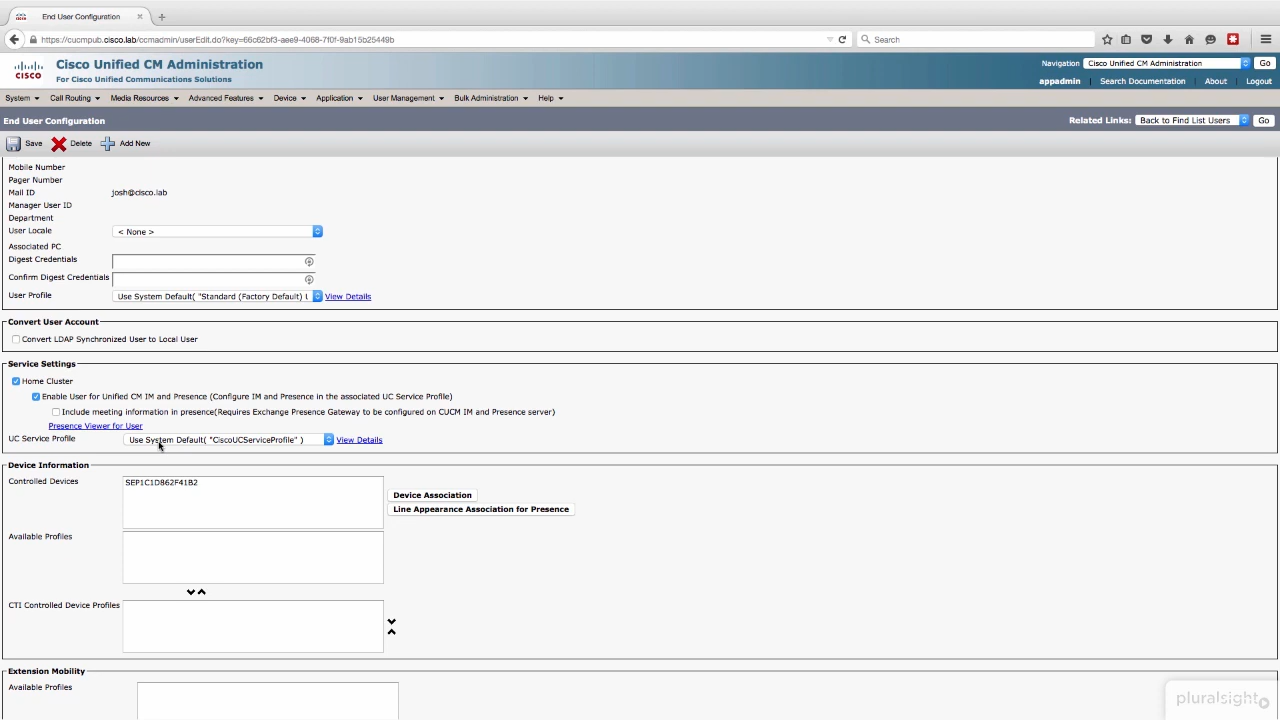 End User Configuration
https://cucmpub.cisco.lab/ccmadmin/userEdit.do?key=66c62bf3-aee9-4068-7f0f-9ab15b25449b
Search
cisco
Cisco Unified CM Administration
For Cisco Unified Communications Solutions
Navigation Cisco Unified CM Administration Go
appadmin Search Documentation About Logout
System Call Routing Media Resources Advanced Features Device Application User Management Bulk Administration Help
End User Configuration
Related Links: Back to Find List Users Go
Save Delete Add New
Mobile Number
Pager Number
Mail ID josh@cisco.lab
Manager User ID
Department
User Locale < None >
Associated PC
Digest Credentials
Confirm Digest Credentials
User Profile Use System Default( "Standard (Factory Default) U View Details
Convert User Account
Convert LDAP Synchronized User to Local User
Service Settings
Home Cluster
Enable User for Unified CM IM and Presence (Configure IM and Presence in the associated UC Service Profile)
Include meeting information in presence(Requires Exchange Presence Gateway to be configured on CUCM IM and Presence server)
Presence Viewer for User
UC Service Profile Use System Default( "CiscoUCServiceProfile" ) View Details
Device Information
Controlled Devices SEP1C1D862F41B2
Device Association
Line Appearance Association for Presence
Available Profiles
CTI Controlled Device Profiles
Extension Mobility
Available Profiles
pluralsight